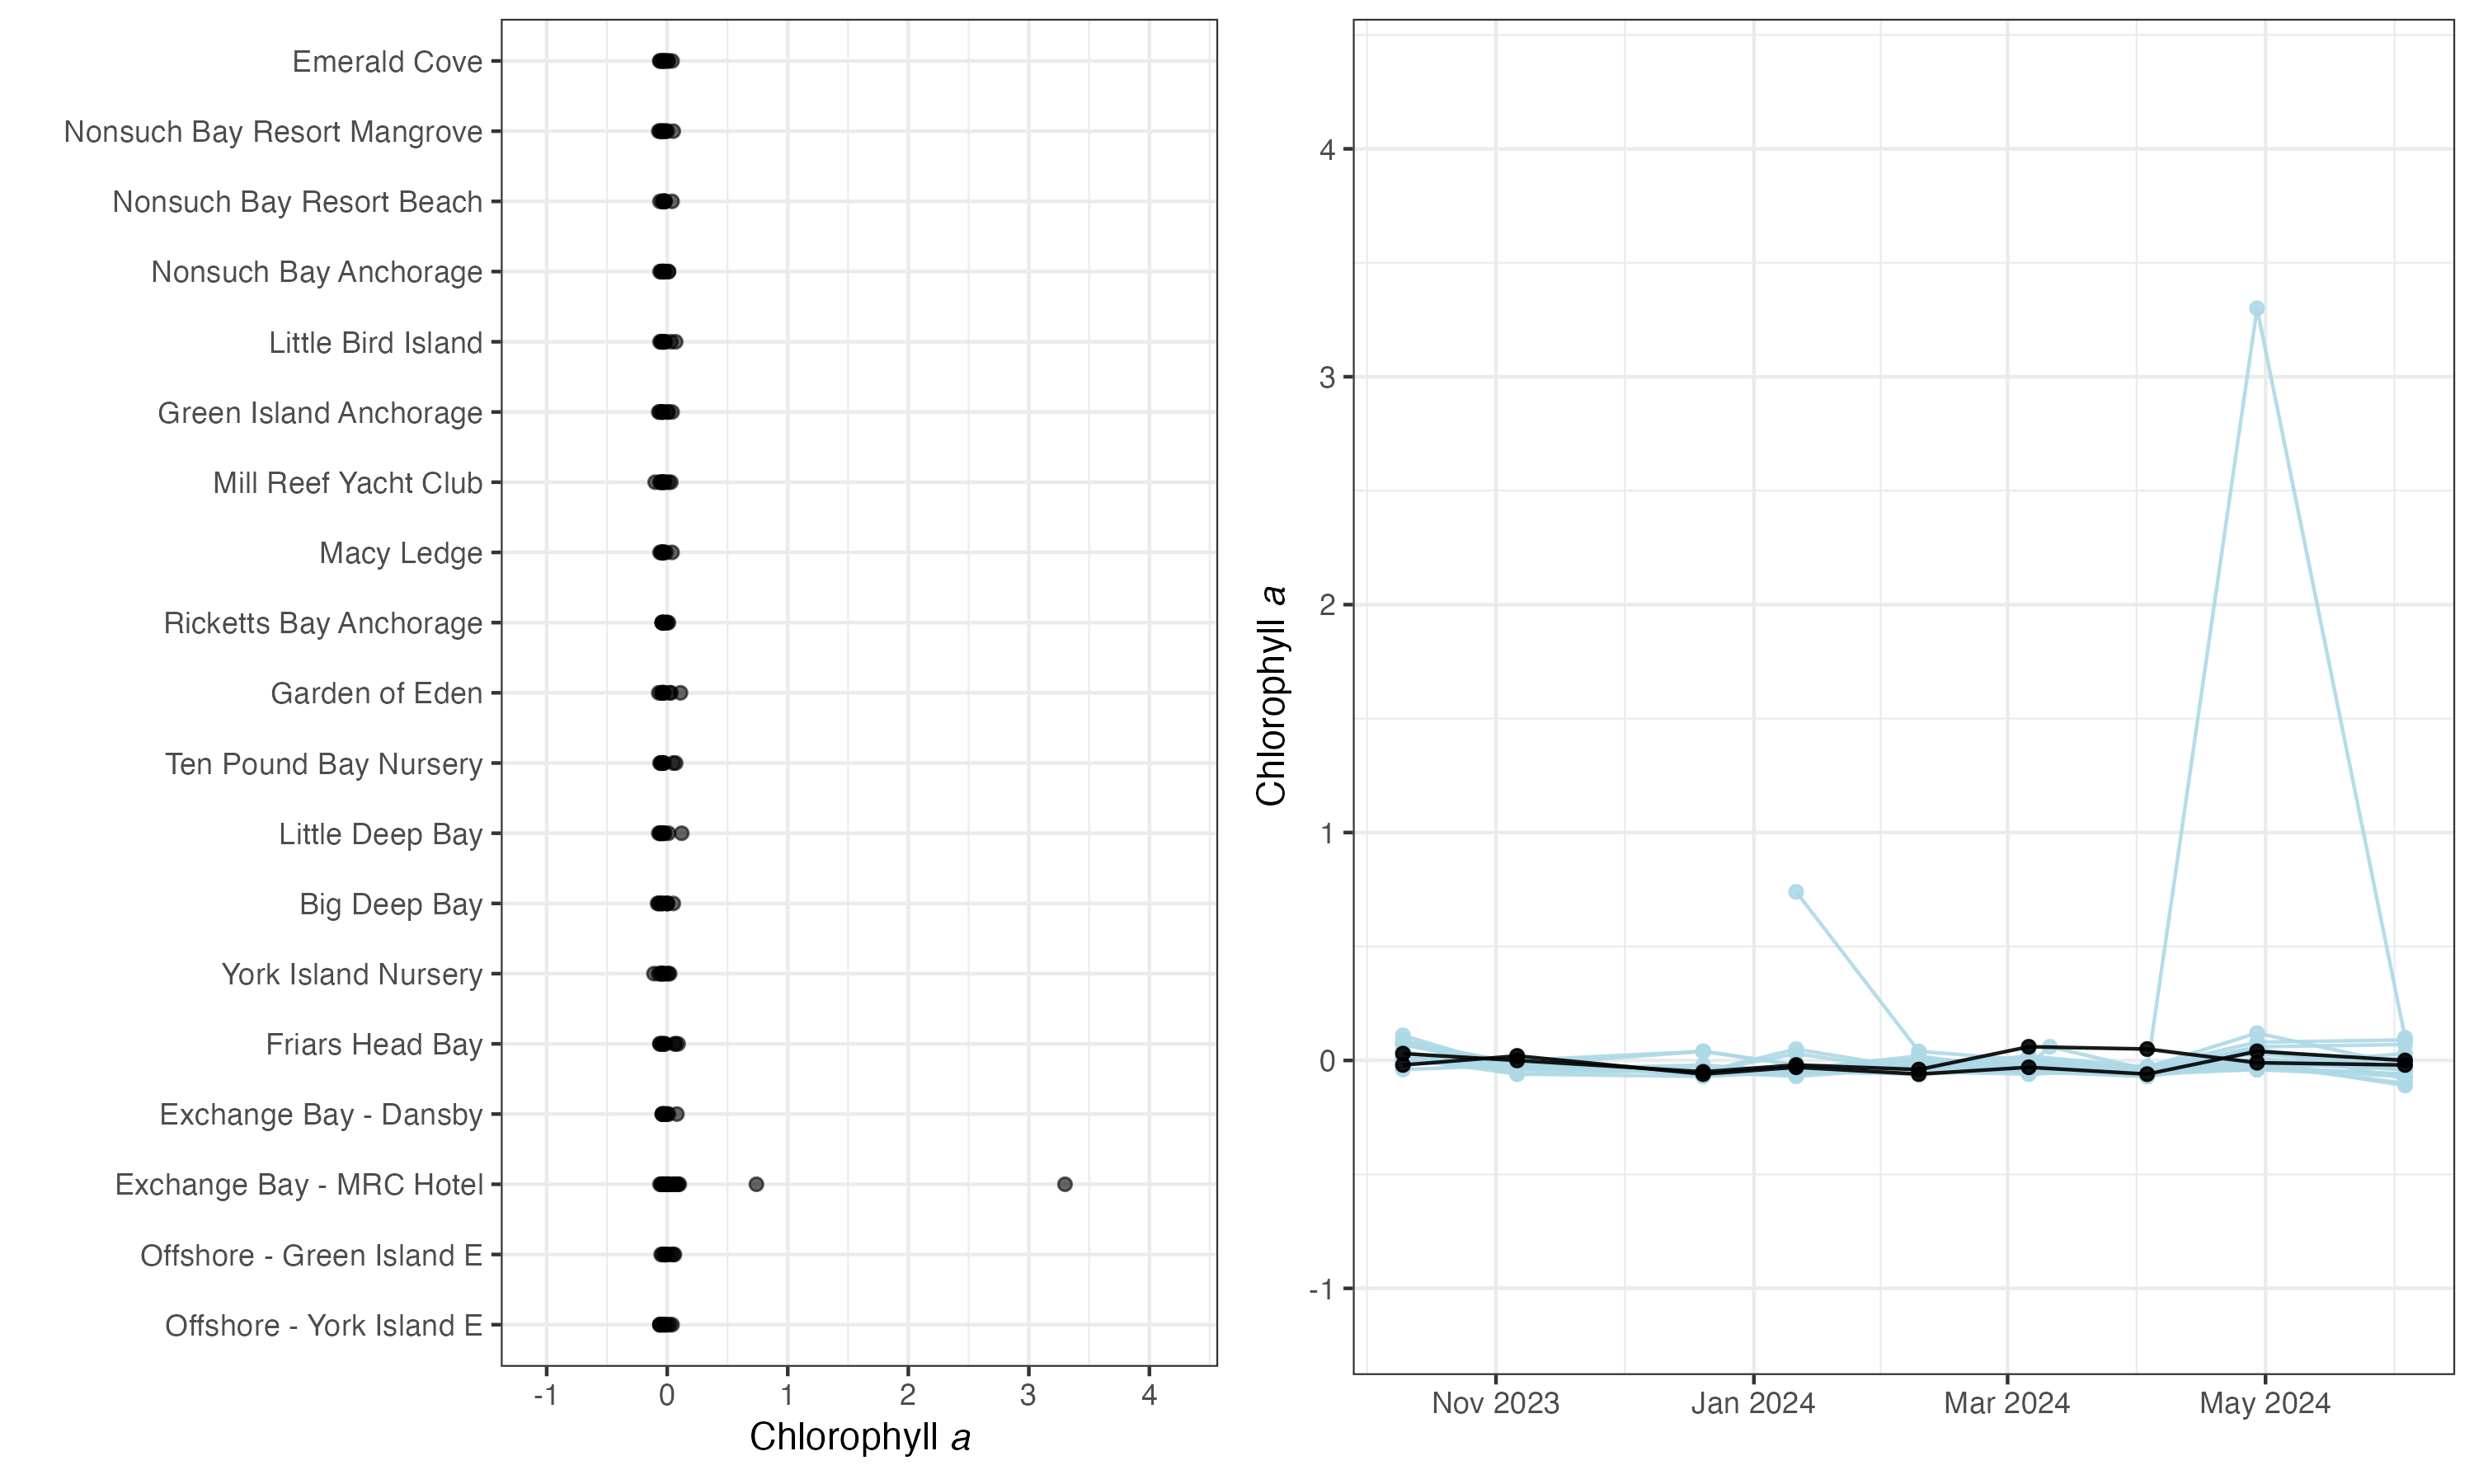 Emerald Cove
Nonsuch Bay Resort Mangrove
Nonsuch Bay Resort Beach
Nonsuch Bay Anchorage
Little Bird Island
Green Island Anchorage
Mill Reef Yacht Club
Macy Ledge
Ricketts Bay Anchorage
Garden of Eden
Ten Pound Bay Nursery
Little Deep Bay
Big Deep Bay
York Island Nursery
Friars Head Bay
Exchange Bay - Dansby
Exchange Bay - MRC Hotel
Offshore - Green Island E
Offshore - York Island E
-1 0 1 2 3 4
Chlorophyll a
Chlorophyll a
4
3
2
1
0
-1
Nov 2023 Jan 2024 Mar 2024 May 2024